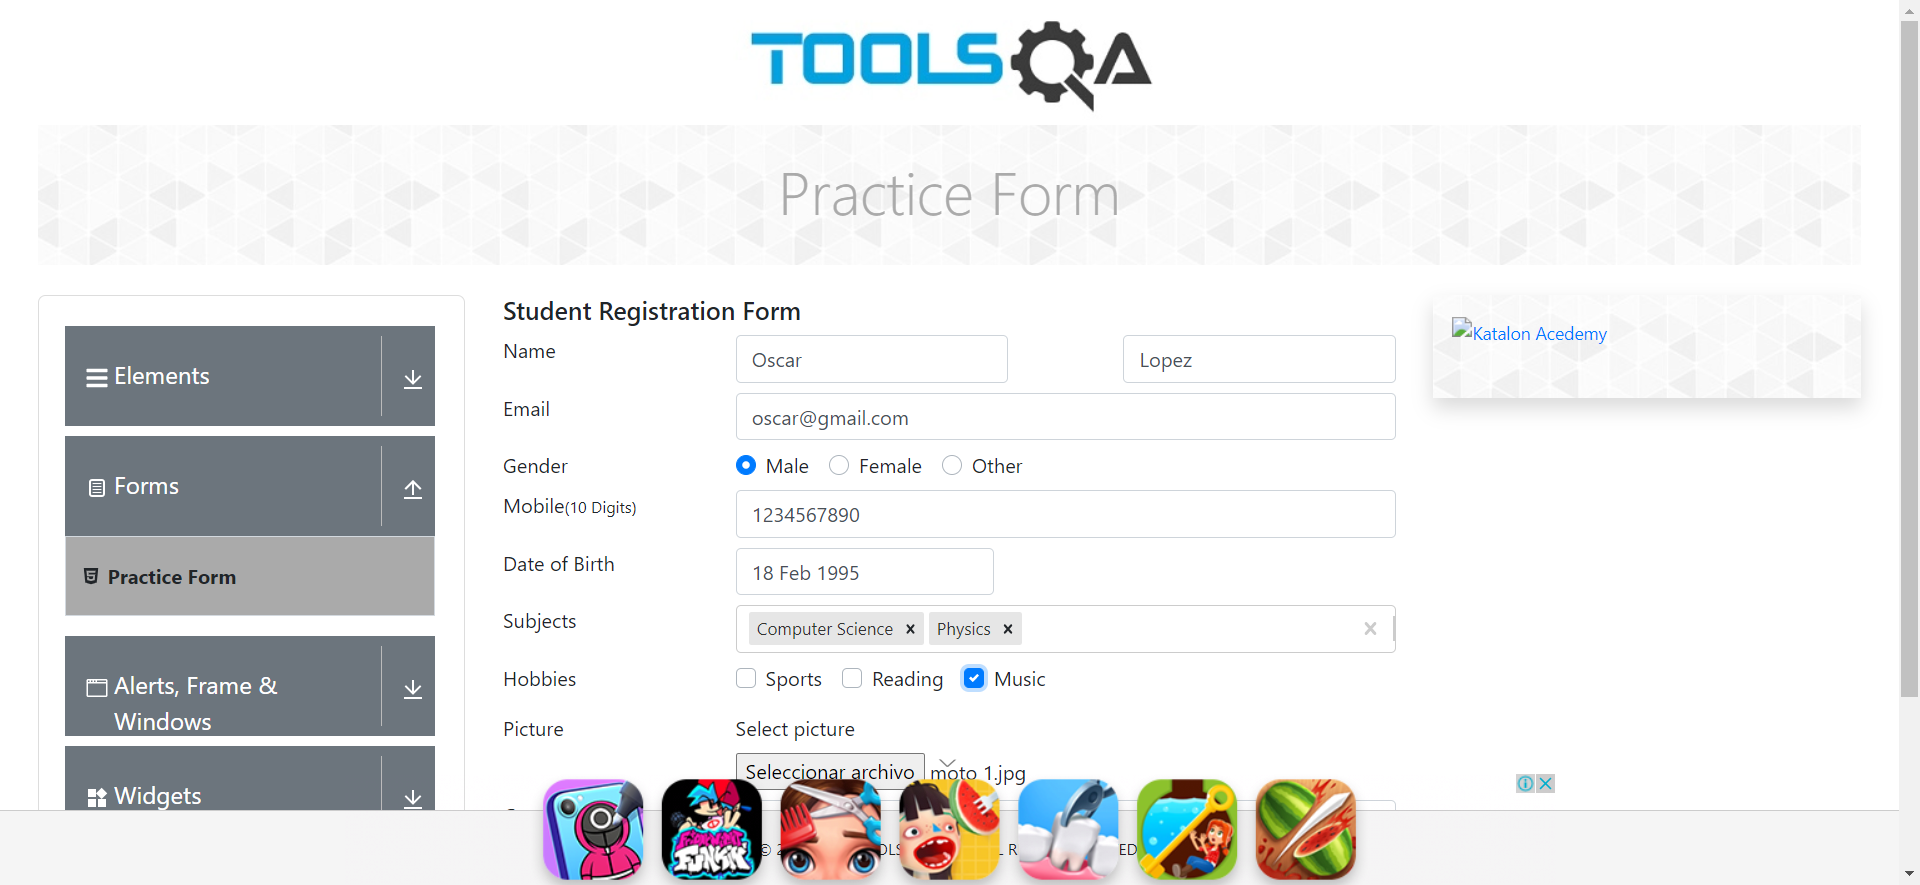 TOOLSQA
Practice Form
Elements
Forms
Practice Form
Alerts, Frame &
Windows
Widgets
Student Registration Form
Name
Oscar
Lopez
Email
oscar@gmail.com
Gender
Male
Female
Other
Mobile(10 Digits)
1234567890
Date of Birth
18 Feb 1995
Subjects
Computer Science
Physics
Hobbies
Sports
Reading
Music
Picture
Select picture
Seleccionar archivo
moto 1.jpg
Katalon Acedemy
FUNKIN